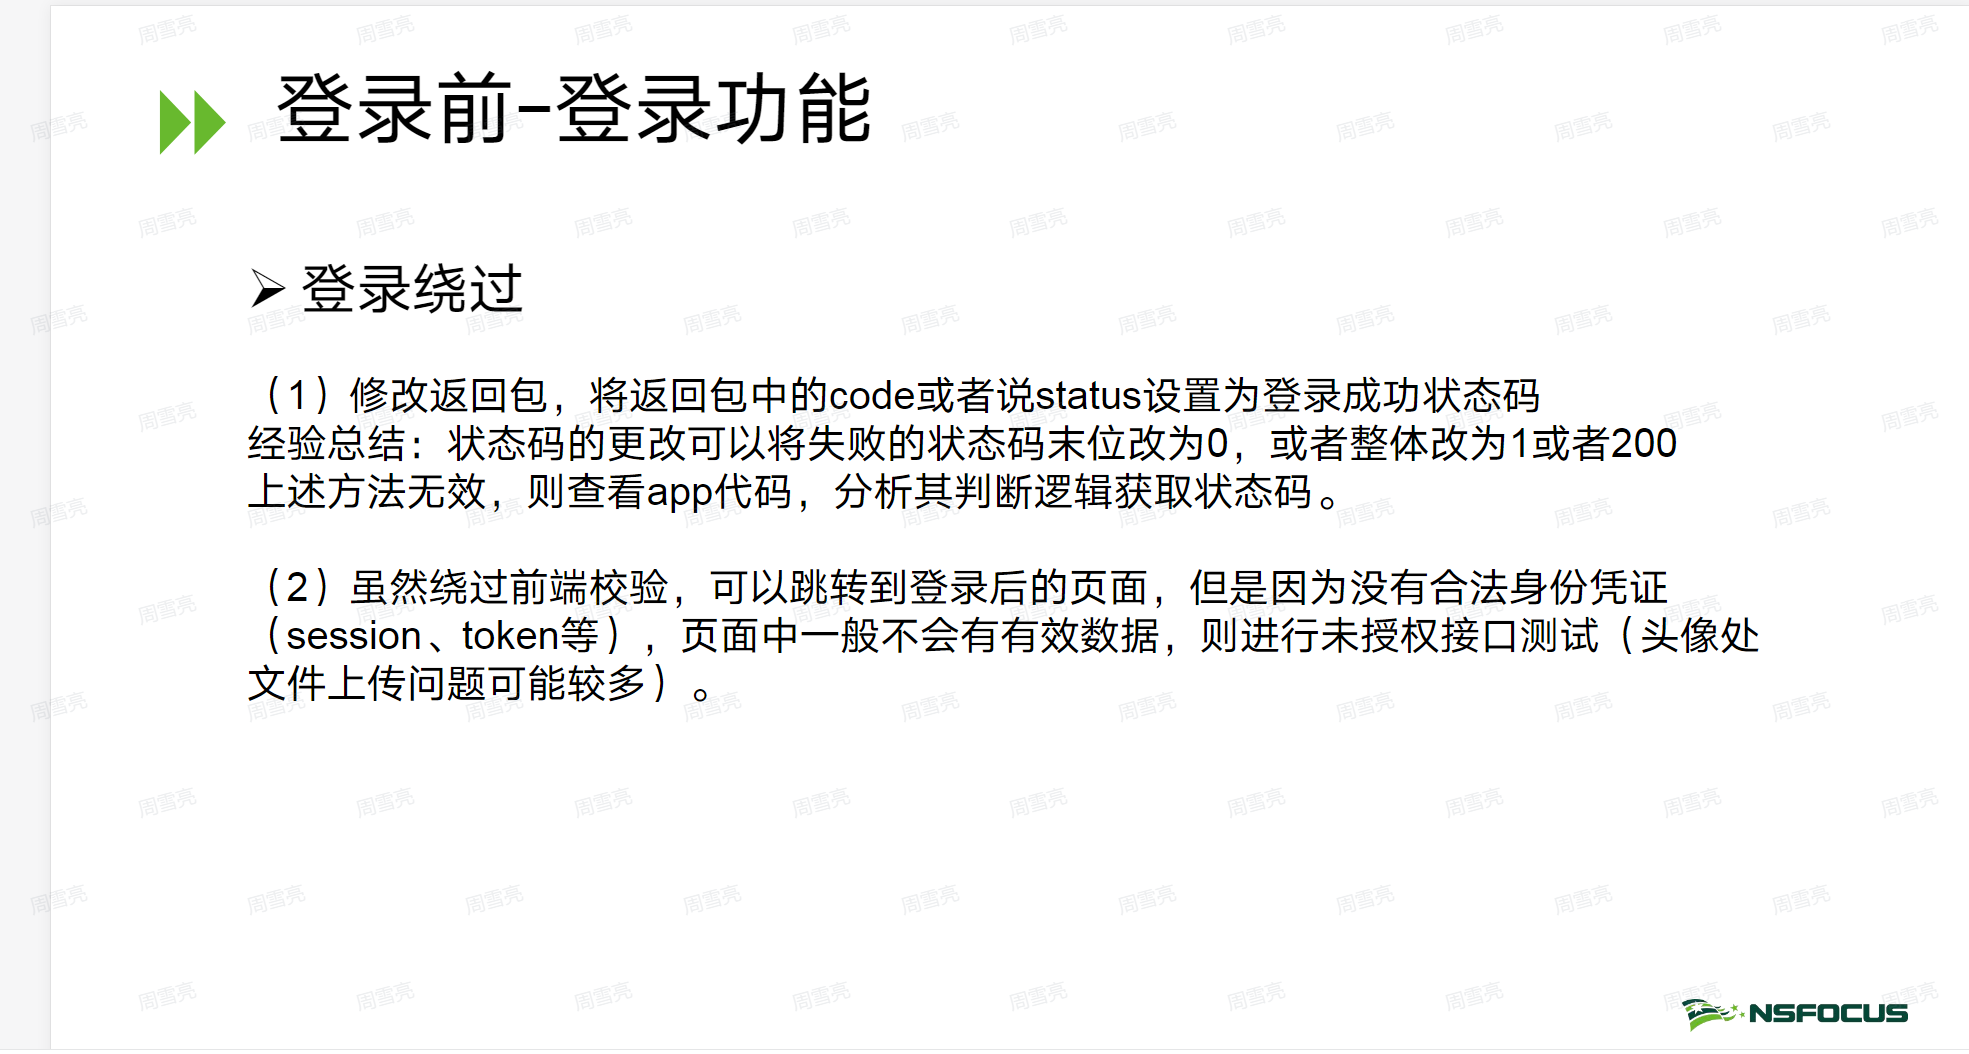 登录前-登录功能
登录绕过
（1）修改返回包，将返回包中的code或者说status设置为登录成功状态码
经验总结：状态码的更改可以将失败的状态码末位改为0，或者整体改为1或者200
上述方法无效，则查看app代码，分析其判断逻辑获取状态码。
（2）虽然绕过前端校验，可以跳转到登录后的页面，但是因为没有合法身份凭证
（session、token等），页面中一般不会有有效数据，则进行未授权接口测试（头像处
文件上传问题可能较多）。
NSFOCUS
周雪亮